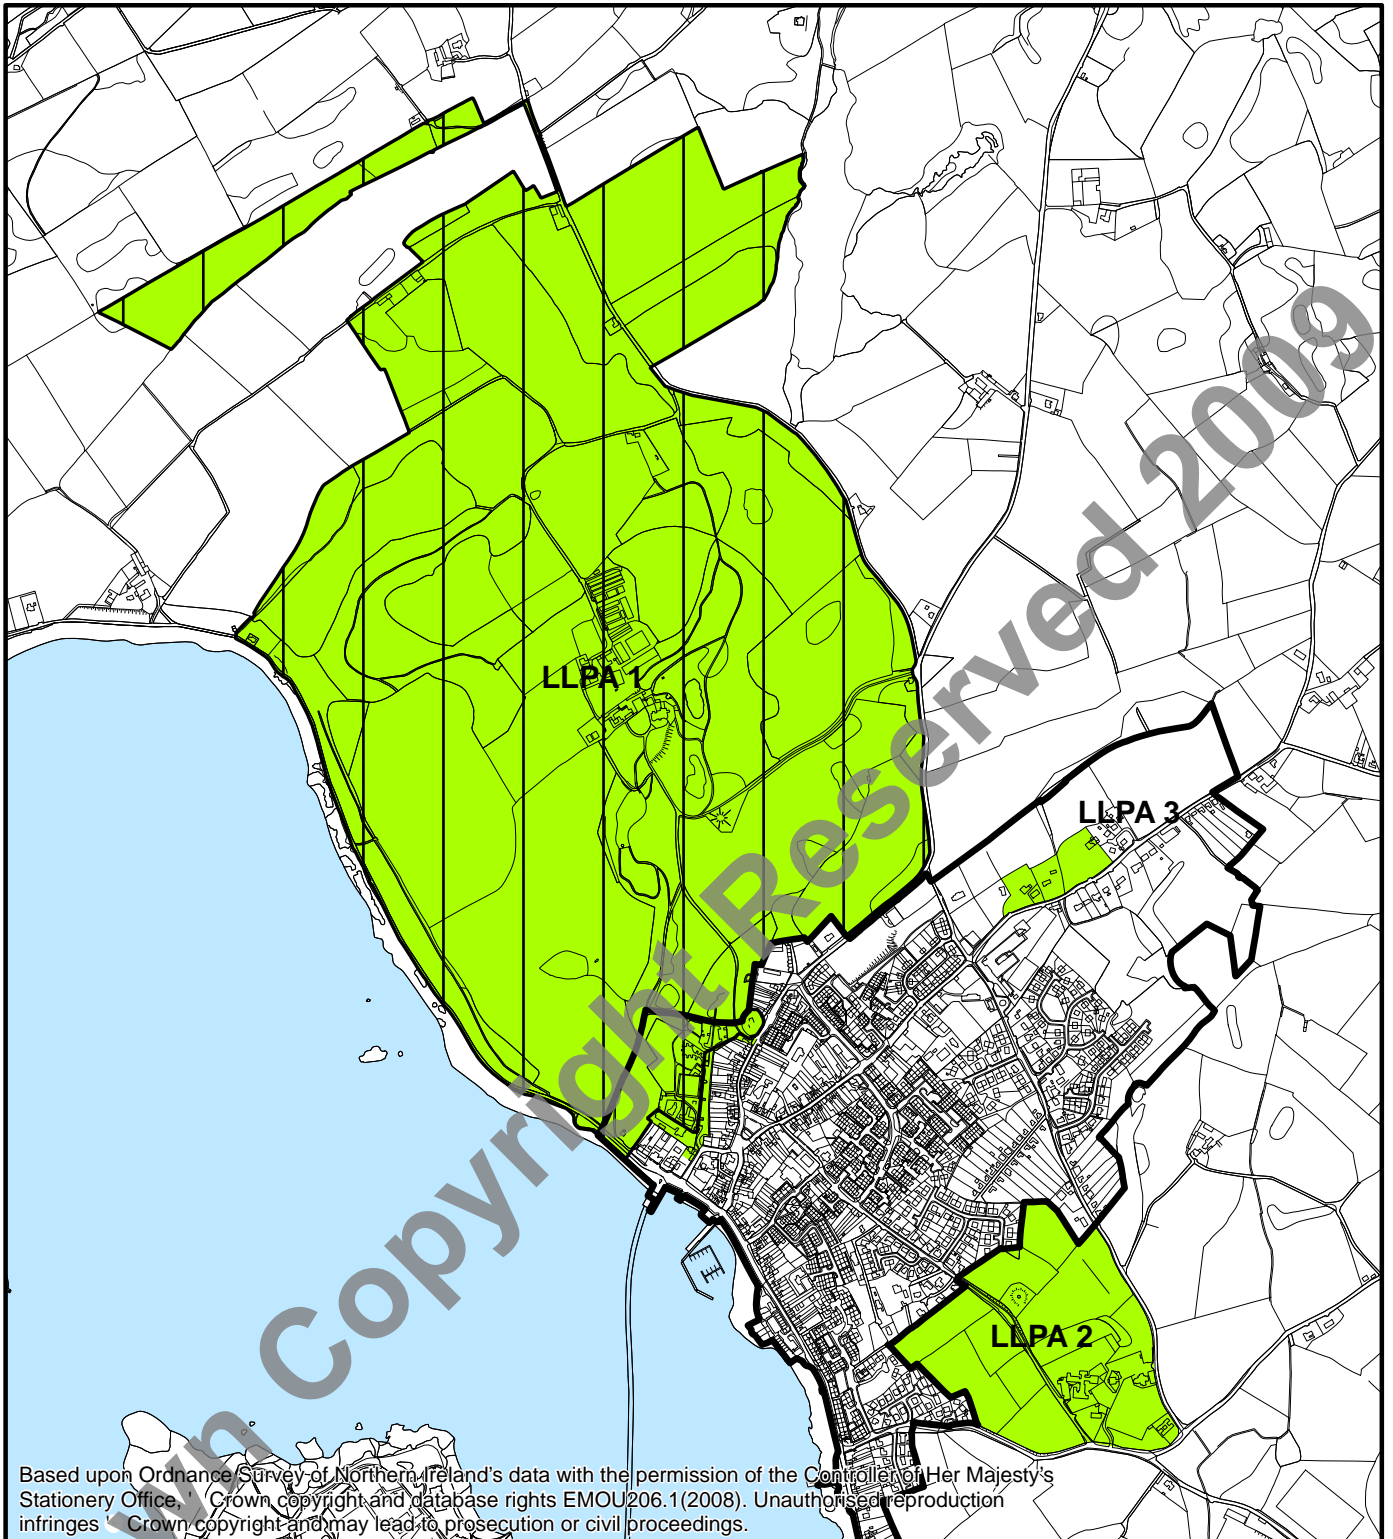 LLPA 1
LLPA 3
LLPA 2
wn Copyright Reserved 2009
Based upon Ordnance Survey of Northern Ireland's data with the permission of the Controller of Her Majesty's
Stationery Office, ' Crown copyright and database rights EMOU206.1(2008). Unauthorised reproduction
infringes ' Crown copyright and may lead to prosecution or civil proceedings.